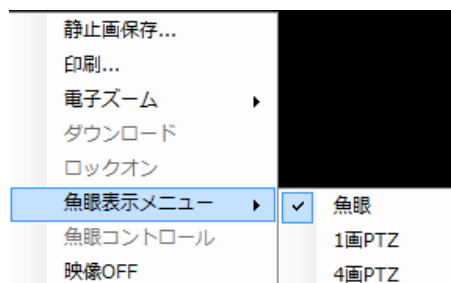 静止画保存...
印刷...
電子ズーム
ダウンロード
ロックオン
魚眼表示メニュー
魚眼コントロール
映像OFF
魚眼
1画PTZ
4画PTZ